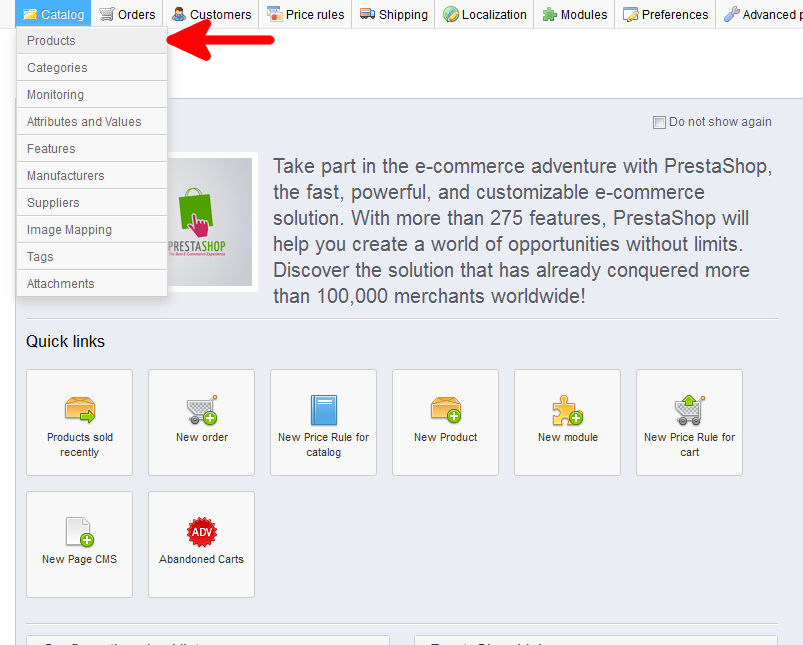 Catalog Orders Customers Price rules Shipping Localization Modules Preferences Advanced
Products
Categories
Monitoring
Attributes and Values
Features
Manufacturers
Suppliers
Image Mapping
Tags
Attachments
Do not show again
PRESTASHOP
The Best E-Commerce Experience
Take part in the e-commerce adventure with PrestaShop,
the fast, powerful, and customizable e-commerce
solution. With more than 275 features, PrestaShop will
help you create a world of opportunities without limits.
Discover the solution that has already conquered more
than 100,000 merchants worldwide!
Quick links
Products sold
recently
New order
New Price Rule for
catalog
New Product
New module
New Price Rule for
cart
New Page CMS
ADV
Abandoned Carts